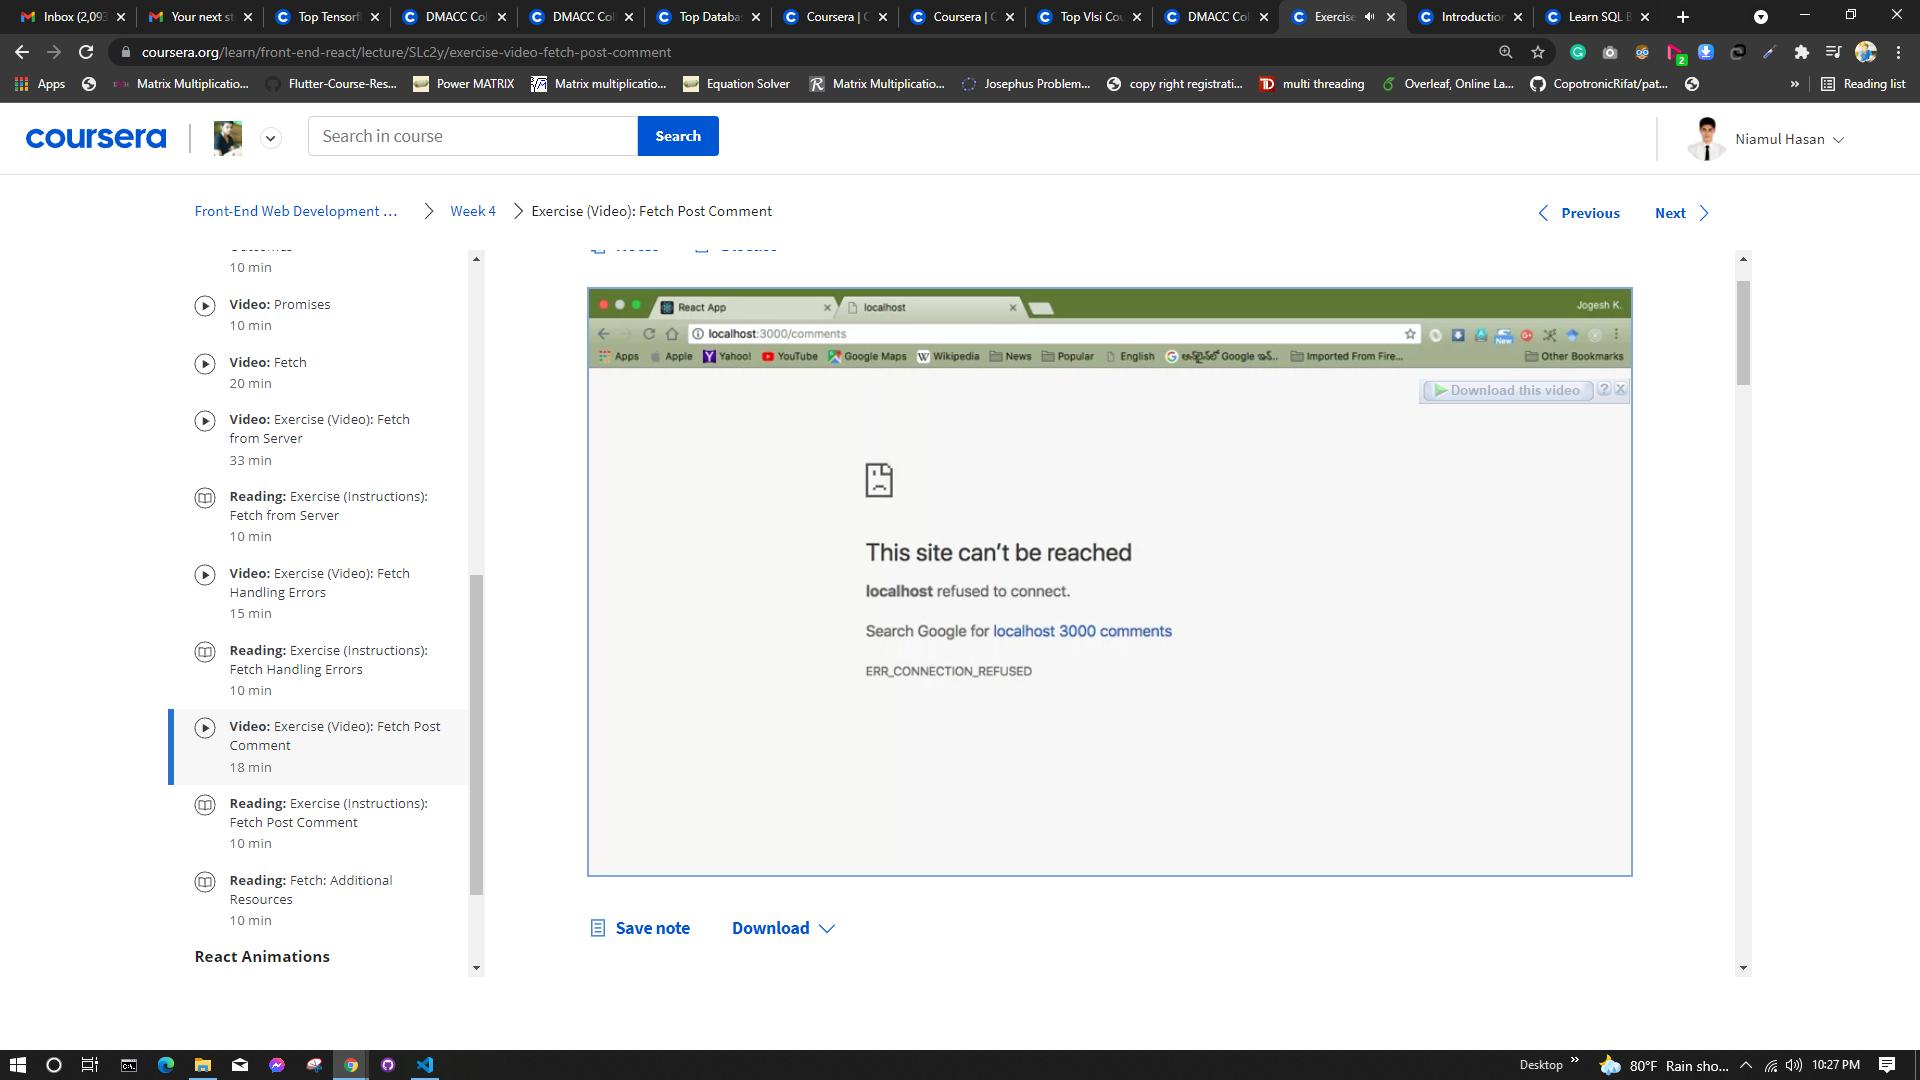 Inbox (2,093
Your next st
Top Tensorfl
DMACC Col
DMACC Col
Top Databa
Coursera | C
Coursera | C
Top Vlsi Cou
DMACC Col
Exercise
Introduction
Learn SQL B
coursera.org/learn/front-end-react/lecture/SLc2y/exercise-video-fetch-post-comment
2
Apps
Matrix Multiplicatio...
Flutter-Course-Res...
Power MATRIX
Matrix multiplicatio...
Equation Solver
R Matrix Multiplicatio...
Josephus Problem...
copy right registrati...
TD multi threading
Overleaf, Online La...
CopotronicRifat/pat...
»
Reading list
coursera
Search in course
Search
Niamul Hasan
Front-End Web Development ...
Week 4
Exercise (Video): Fetch Post Comment
Previous
Next
10 min
Video: Promises
10 min
Video: Fetch
20 min
Video: Exercise (Video): Fetch
from Server
33 min
Reading: Exercise (Instructions):
Fetch from Server
10 min
Video: Exercise (Video): Fetch
Handling Errors
15 min
Reading: Exercise (Instructions):
Fetch Handling Errors
10 min
Video: Exercise (Video): Fetch Post
Comment
18 min
Reading: Exercise (Instructions):
Fetch Post Comment
10 min
Reading: Fetch: Additional
Resources
10 min
React Animations
React App
localhost
Jogesh K.
localhost:3000/comments
New
Apps
Apple
Yahoo!
YouTube
Google Maps
W Wikipedia
News
Popular
English
Google
Imported From Fire...
Other Bookmarks
Download this video
?
This site can't be reached
localhost refused to connect.
Search Google for localhost 3000 comments
ERR_CONNECTION_REFUSED
Save note
Download
Desktop »
80°F Rain sho...
10:27 PM